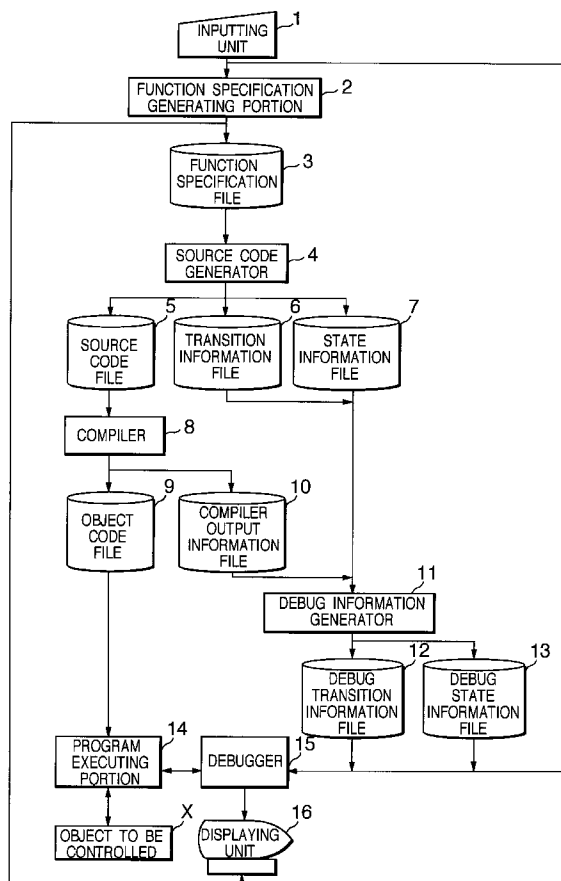 1
INPUTTING
UNIT
2
FUNCTION SPECIFICATION
GENERATING PORTION
3
FUNCTION
SPECIFICATION
FILE
4
SOURCE CODE
GENERATOR
5
SOURCE
CODE
FILE
6
TRANSITION
INFORMATION
FILE
7
STATE
INFORMATION
FILE
8
COMPILER
9
OBJECT
CODE
FILE
10
COMPILER
OUTPUT
INFORMATION
FILE
11
DEBUG INFORMATION
GENERATOR
12
DEBUG
TRANSITION
INFORMATION
FILE
13
DEBUG
STATE
INFORMATION
FILE
14
PROGRAM
EXECUTING
PORTION
15
DEBUGGER
X
OBJECT TO BE
CONTROLLED
16
DISPLAYING
UNIT